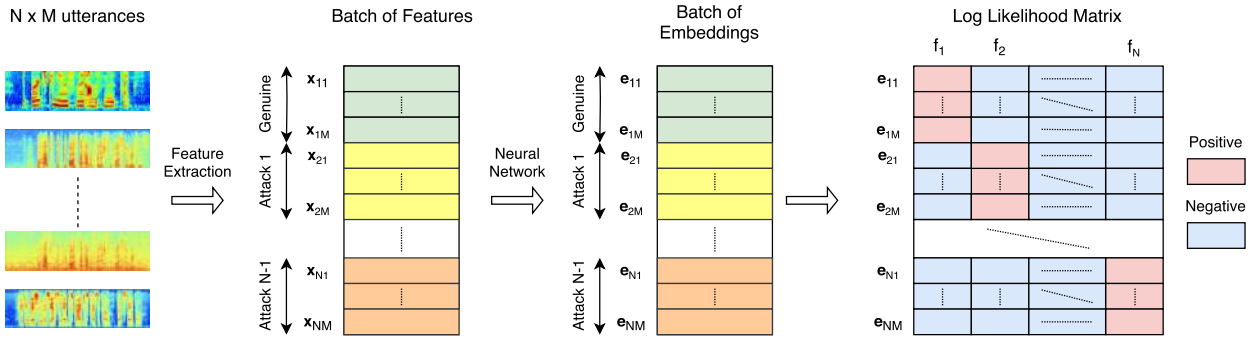 N x M utterances
Batch of Features
Batch of
Embeddings
Log Likelihood Matrix
f1
f2
fN
Genuine
x11
x1M
Attack 1
x21
x2M
Attack N-1
xN1
xNM
Feature
Extraction
Neural
Network
Genuine
e11
e1M
Attack 1
e21
e2M
Attack N-1
eN1
eNM
e11
e1M
e21
e2M
eN1
eNM
Positive
Negative